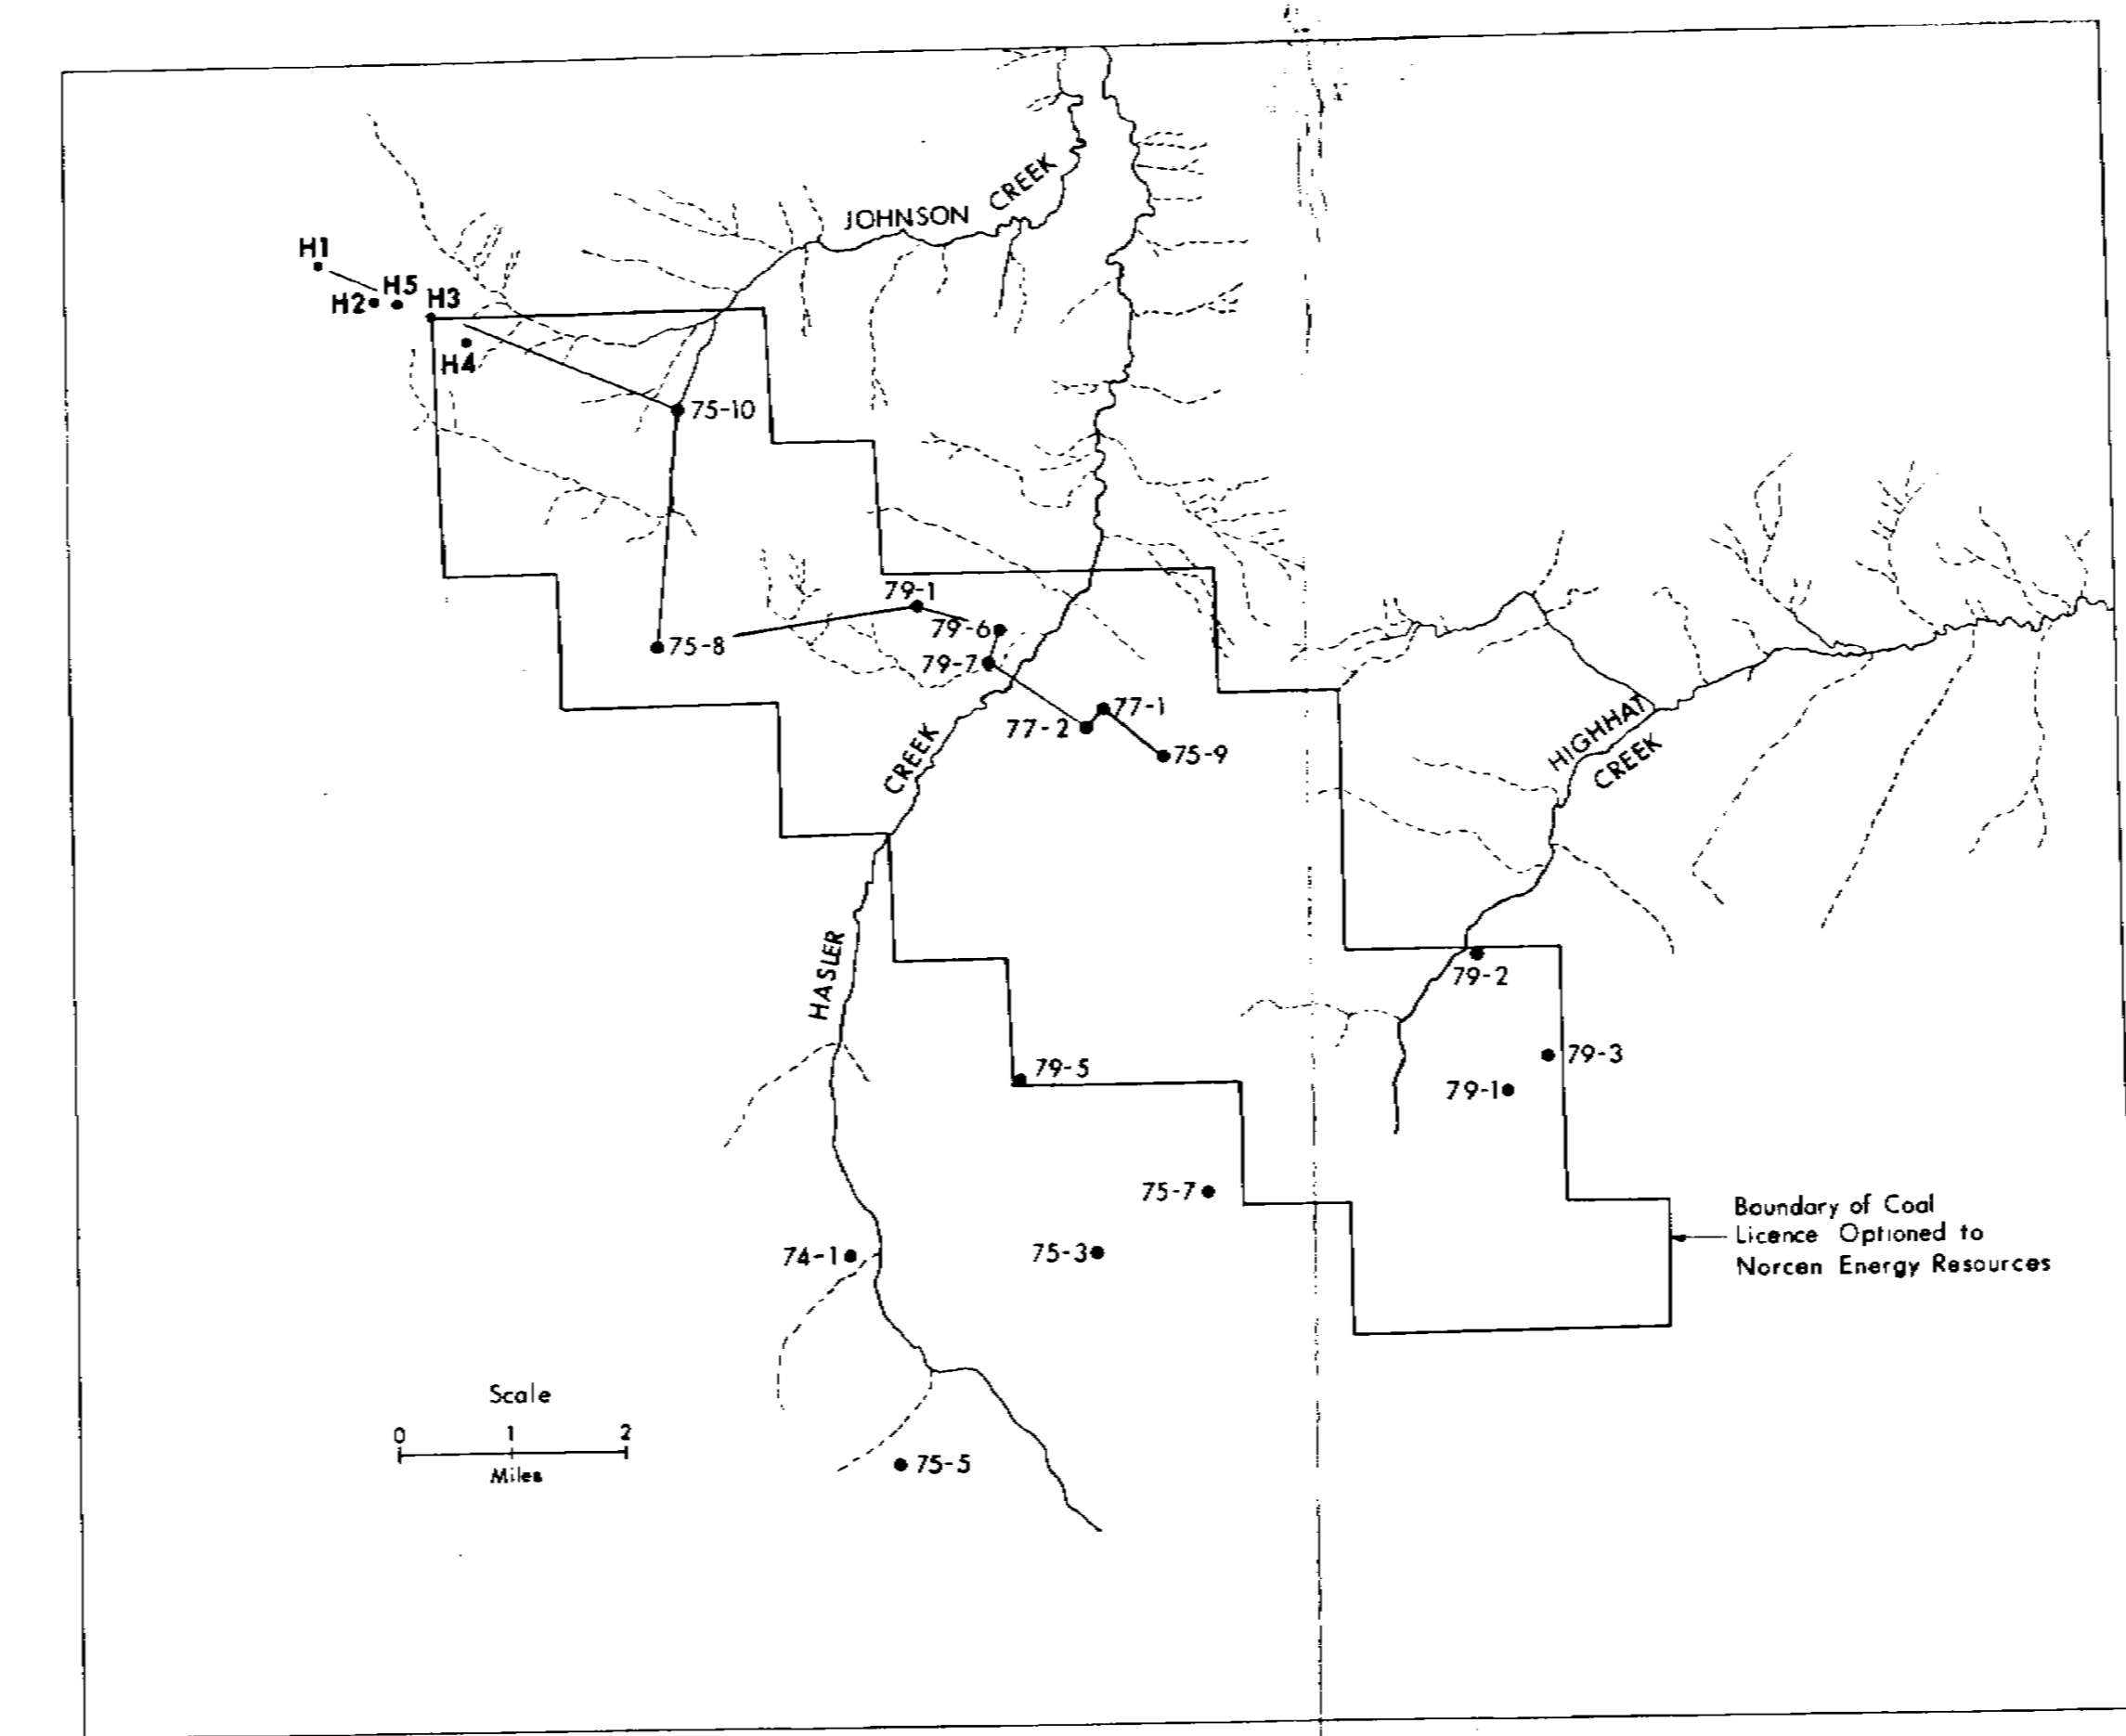 JOHNSON CREEK
H1
H5
H2
H3
H4
75-10
79-1
79-6
75-8
79-7
77-1
77-2
75-9
HIGHHAT
CREEK
HASLER CREEK
79-2
79-3
79-5
79-1
75-7
Boundary of Coal
Licence Optioned to
Norcen Energy Resources
74-1
75-3
Scale
0 1 2
Miles
75-5